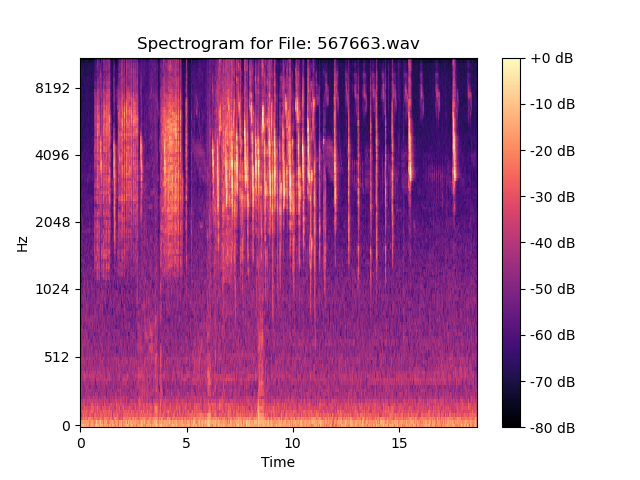 Spectrogram for File: 567663.wav
8192
4096
2048
1024
512
0
Hz
0
5
10
15
Time
+0 dB
-10 dB
-20 dB
-30 dB
-40 dB
-50 dB
-60 dB
-70 dB
-80 dB